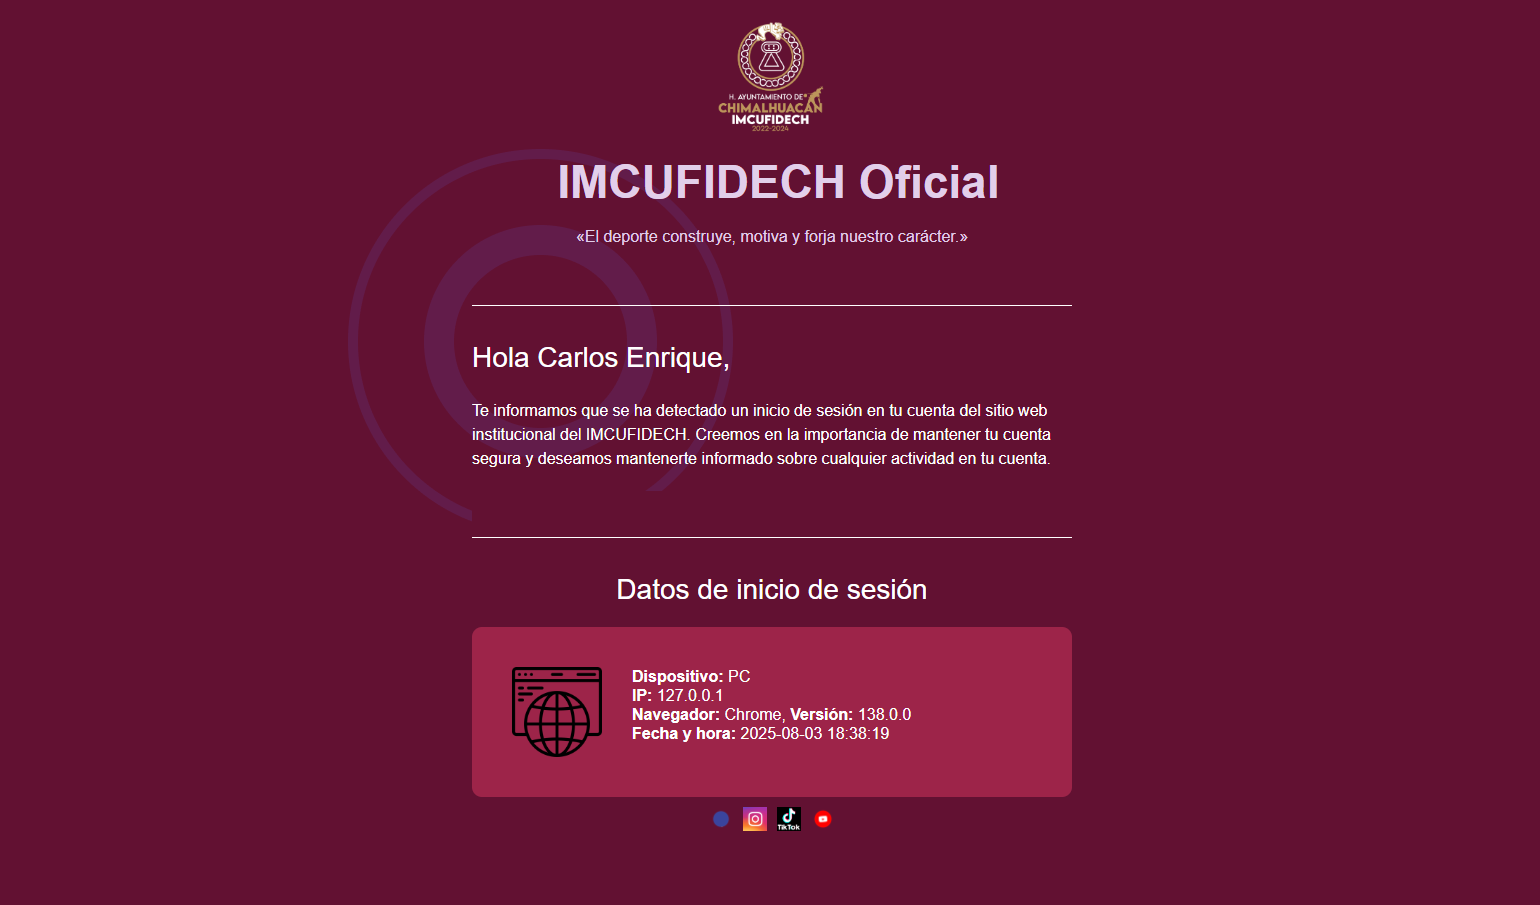 H. AYUNTAMIENTO DE
CHIMALHUACÁN
IMCUFIDECH
2022-2024
IMCUFIDECH Oficial
«El deporte construye, motiva y forja nuestro carácter.»
Hola Carlos Enrique,
Te informamos que se ha detectado un inicio de sesión en tu cuenta del sitio web
institucional del IMCUFIDECH. Creemos en la importancia de mantener tu cuenta
segura y deseamos mantenerte informado sobre cualquier actividad en tu cuenta.
Datos de inicio de sesión
Dispositivo: PC
IP: 127.0.0.1
Navegador: Chrome, Versión: 138.0.0
Fecha y hora: 2025-08-03 18:38:19
TikTok